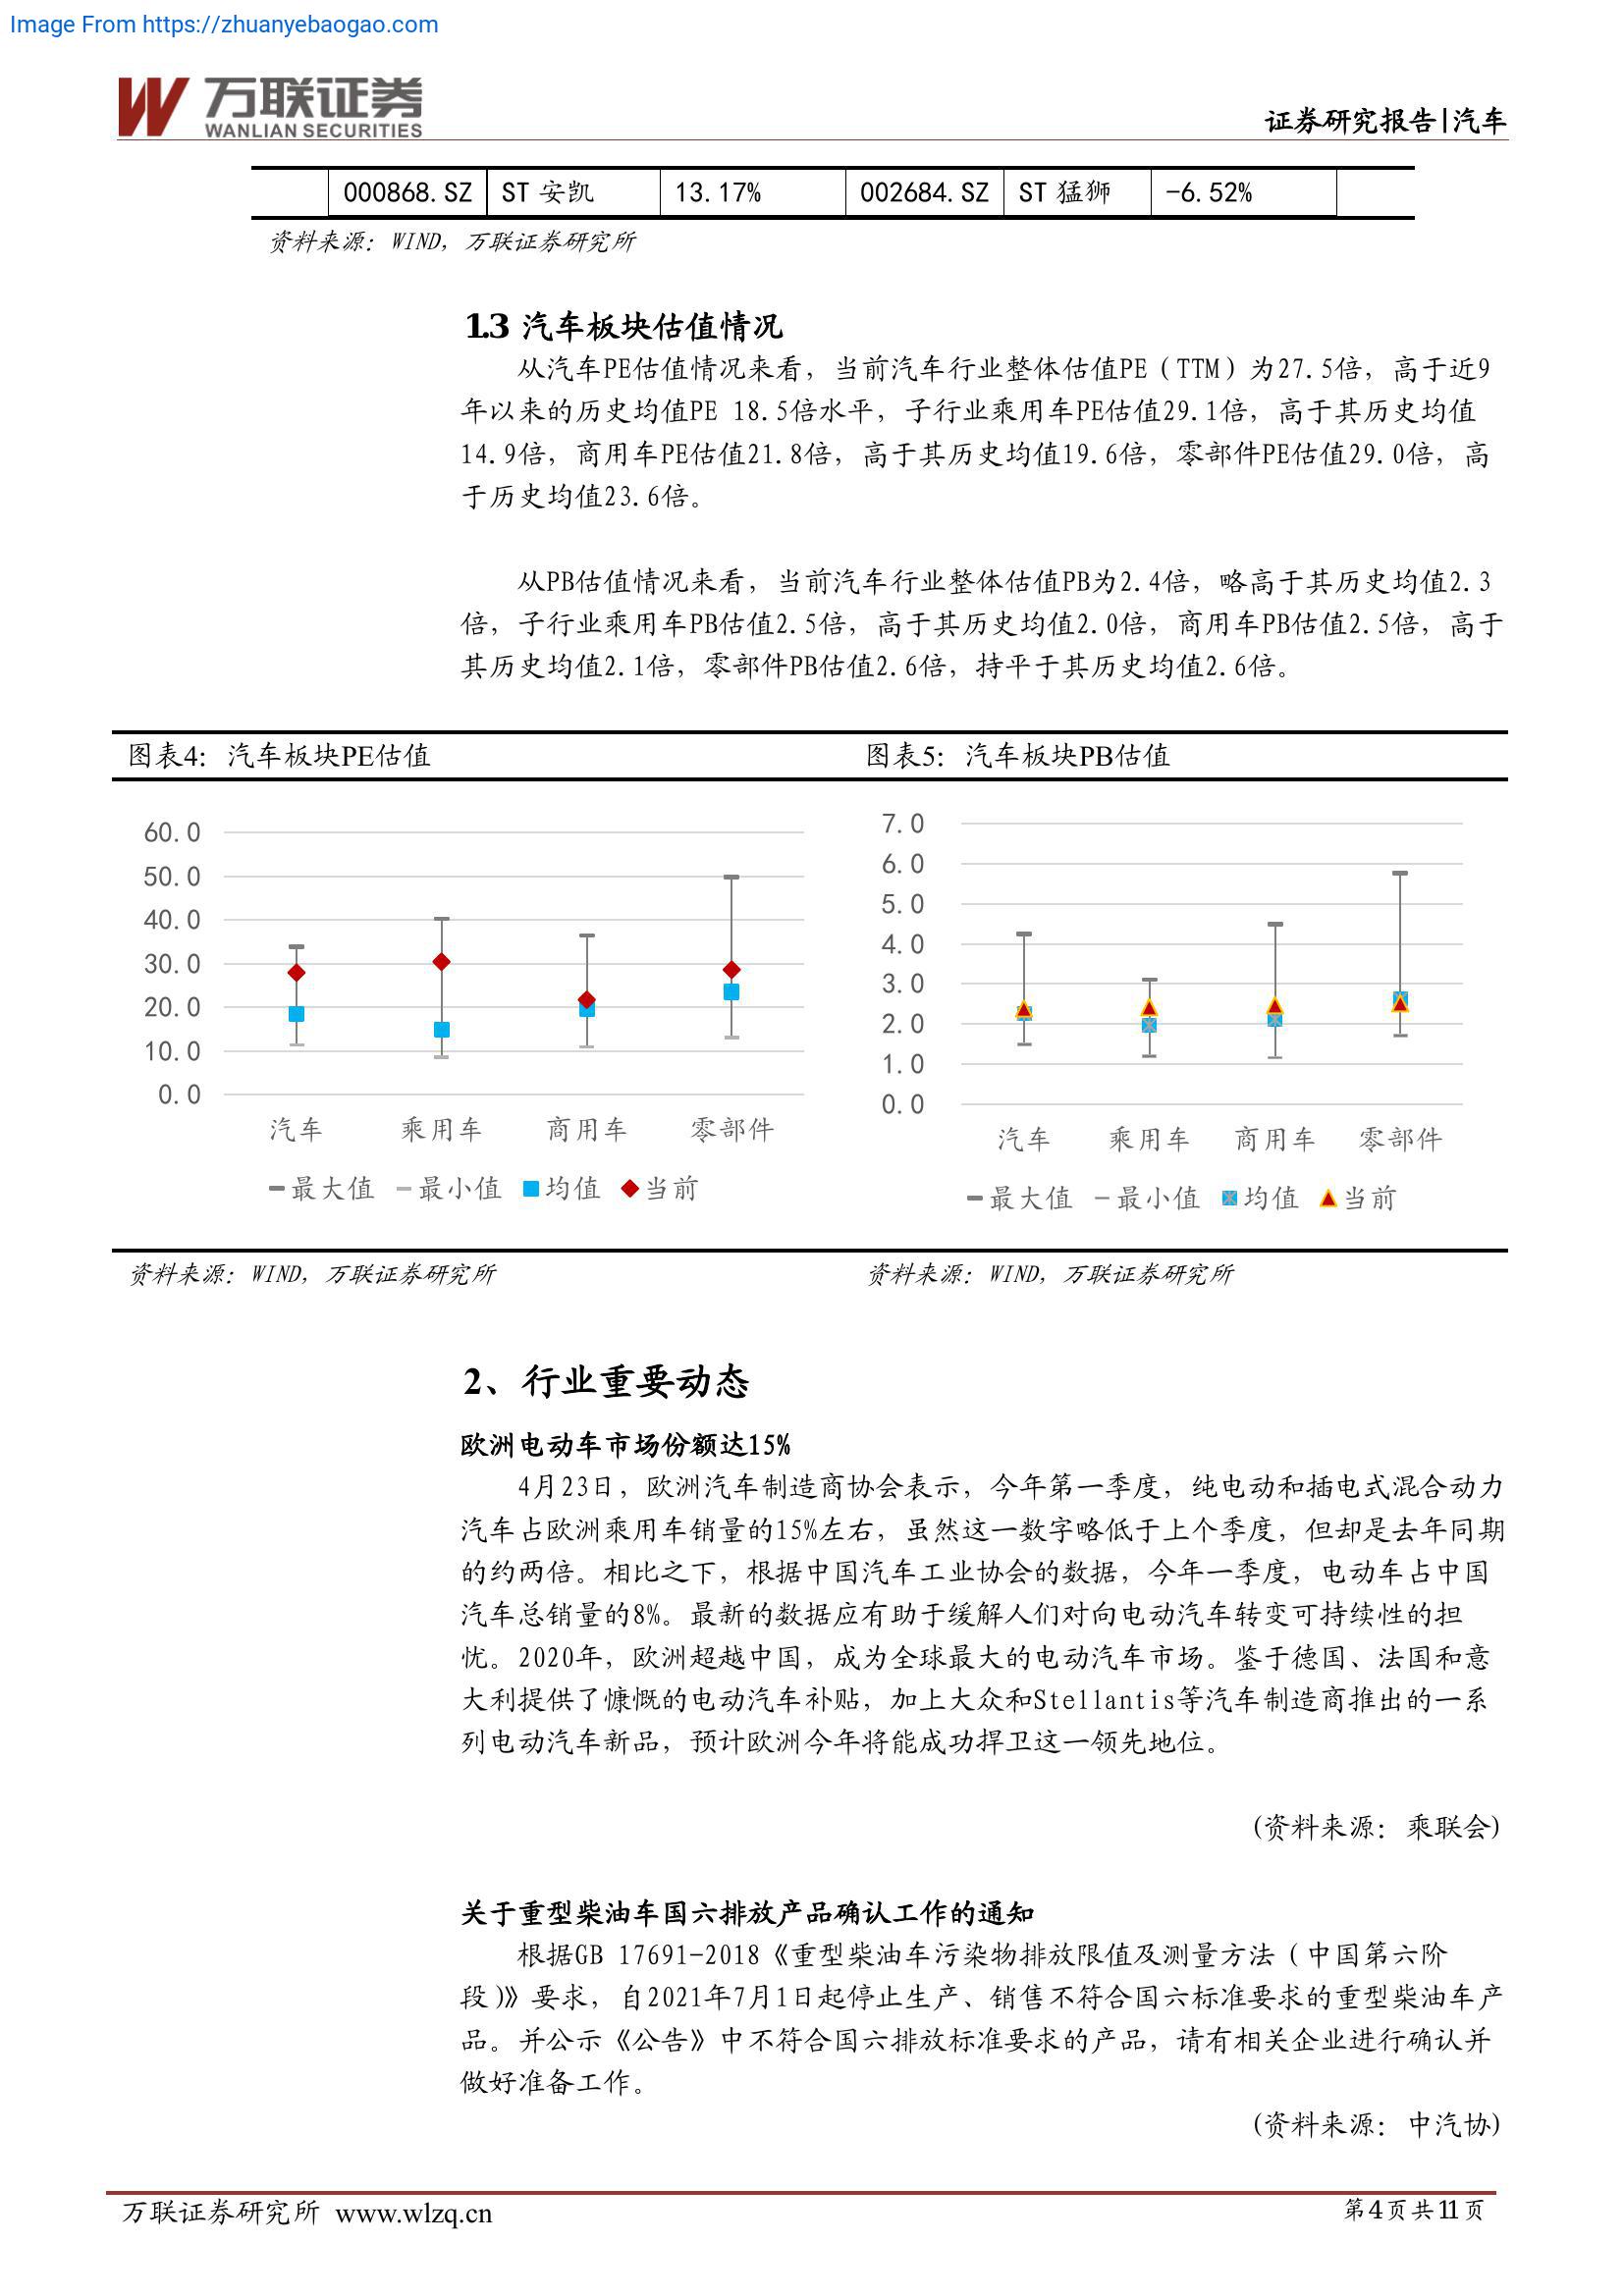 Image From https://zhuanyebaogao.com
万联证券
WANLIAN SECURITIES
证券研究报告|汽车
000868.SZ ST 安凯 13.17% 002684.SZ ST 猛狮 -6.52%
资料来源：WIND，万联证券研究所
1.3 汽车板块估值情况
从汽车PE估值情况来看，当前汽车行业整体估值PE（TTM）为27.5倍，高于近9
年以来的历史均值PE 18.5倍水平，子行业乘用车PE估值29.1倍，高于其历史均值
14.9倍，商用车PE估值21.8倍，高于其历史均值19.6倍，零部件PE估值29.0倍，高
于历史均值23.6倍。
从PB估值情况来看，当前汽车行业整体估值PB为2.4倍，略高于其历史均值2.3
倍，子行业乘用车PB估值2.5倍，高于其历史均值2.0倍，商用车PB估值2.5倍，高于
其历史均值2.1倍，零部件PB估值2.6倍，持平于其历史均值2.6倍。
图表4：汽车板块PE估值
60.0
50.0
40.0
30.0
20.0
10.0
0.0
汽车 乘用车 商用车 零部件
最大值 最小值 均值 当前
资料来源：WIND，万联证券研究所
图表5：汽车板块PB估值
7.0
6.0
5.0
4.0
3.0
2.0
1.0
0.0
汽车 乘用车 商用车 零部件
最大值 最小值 均值 当前
资料来源：WIND，万联证券研究所
2、行业重要动态
欧洲电动车市场份额达15%
4月23日，欧洲汽车制造商协会表示，今年第一季度，纯电动和插电式混合动力
汽车占欧洲乘用车销量的15%左右，虽然这一数字略低于上个季度，但却是去年同期
的约两倍。相比之下，根据中国汽车工业协会的数据，今年一季度，电动车占中国
汽车总销量的8%。最新的数据应有助于缓解人们对向电动汽车转变可持续性的担
忧。2020年，欧洲超越中国，成为全球最大的电动汽车市场。鉴于德国、法国和意
大利提供了慷慨的电动汽车补贴，加上大众和Stellantis等汽车制造商推出的一系
列电动汽车新品，预计欧洲今年将能成功捍卫这一领先地位。
(资料来源：乘联会)
关于重型柴油车国六排放产品确认工作的通知
根据GB 17691-2018《重型柴油车污染物排放限值及测量方法（中国第六阶
段）》要求，自2021年7月1日起停止生产、销售不符合国六标准要求的重型柴油车产
品。并公示《公告》中不符合国六排放标准要求的产品，请有相关企业进行确认并
做好准备工作。
(资料来源：中汽协)
万联证券研究所 www.wlzq.cn
第4页共11页